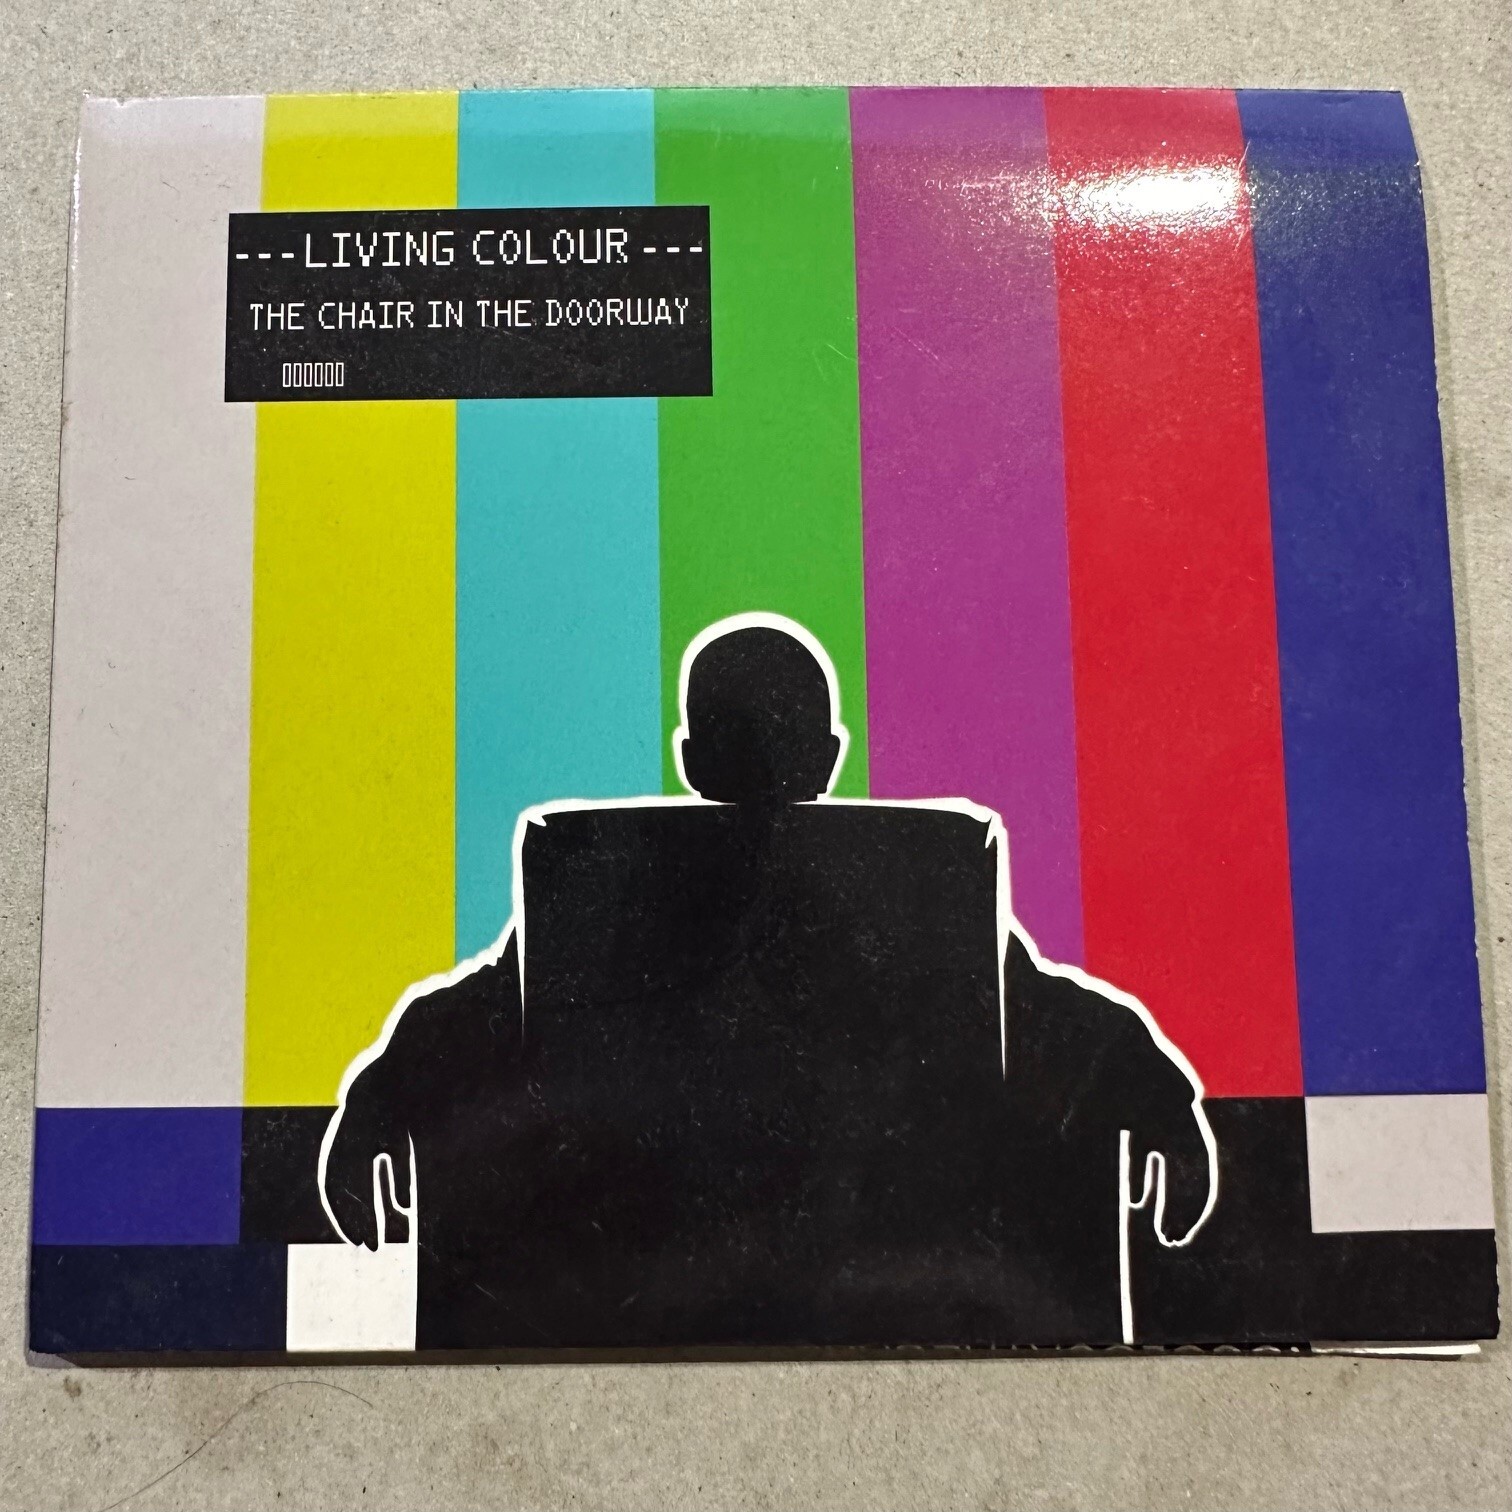 ---LIVING COLOUR---
THE CHAIR IN THE DOORWAY